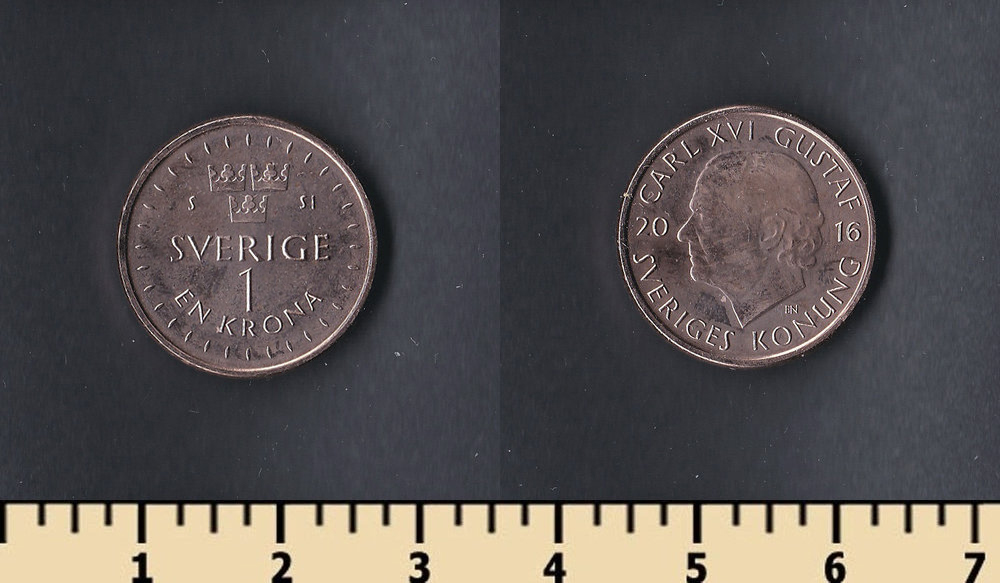 S SI
SVERIGE
1
EN KRONA
CARL XVI GUSTAF
20 16
SVERIGES KONUNG
EN
1 2 3 4 5 6 7